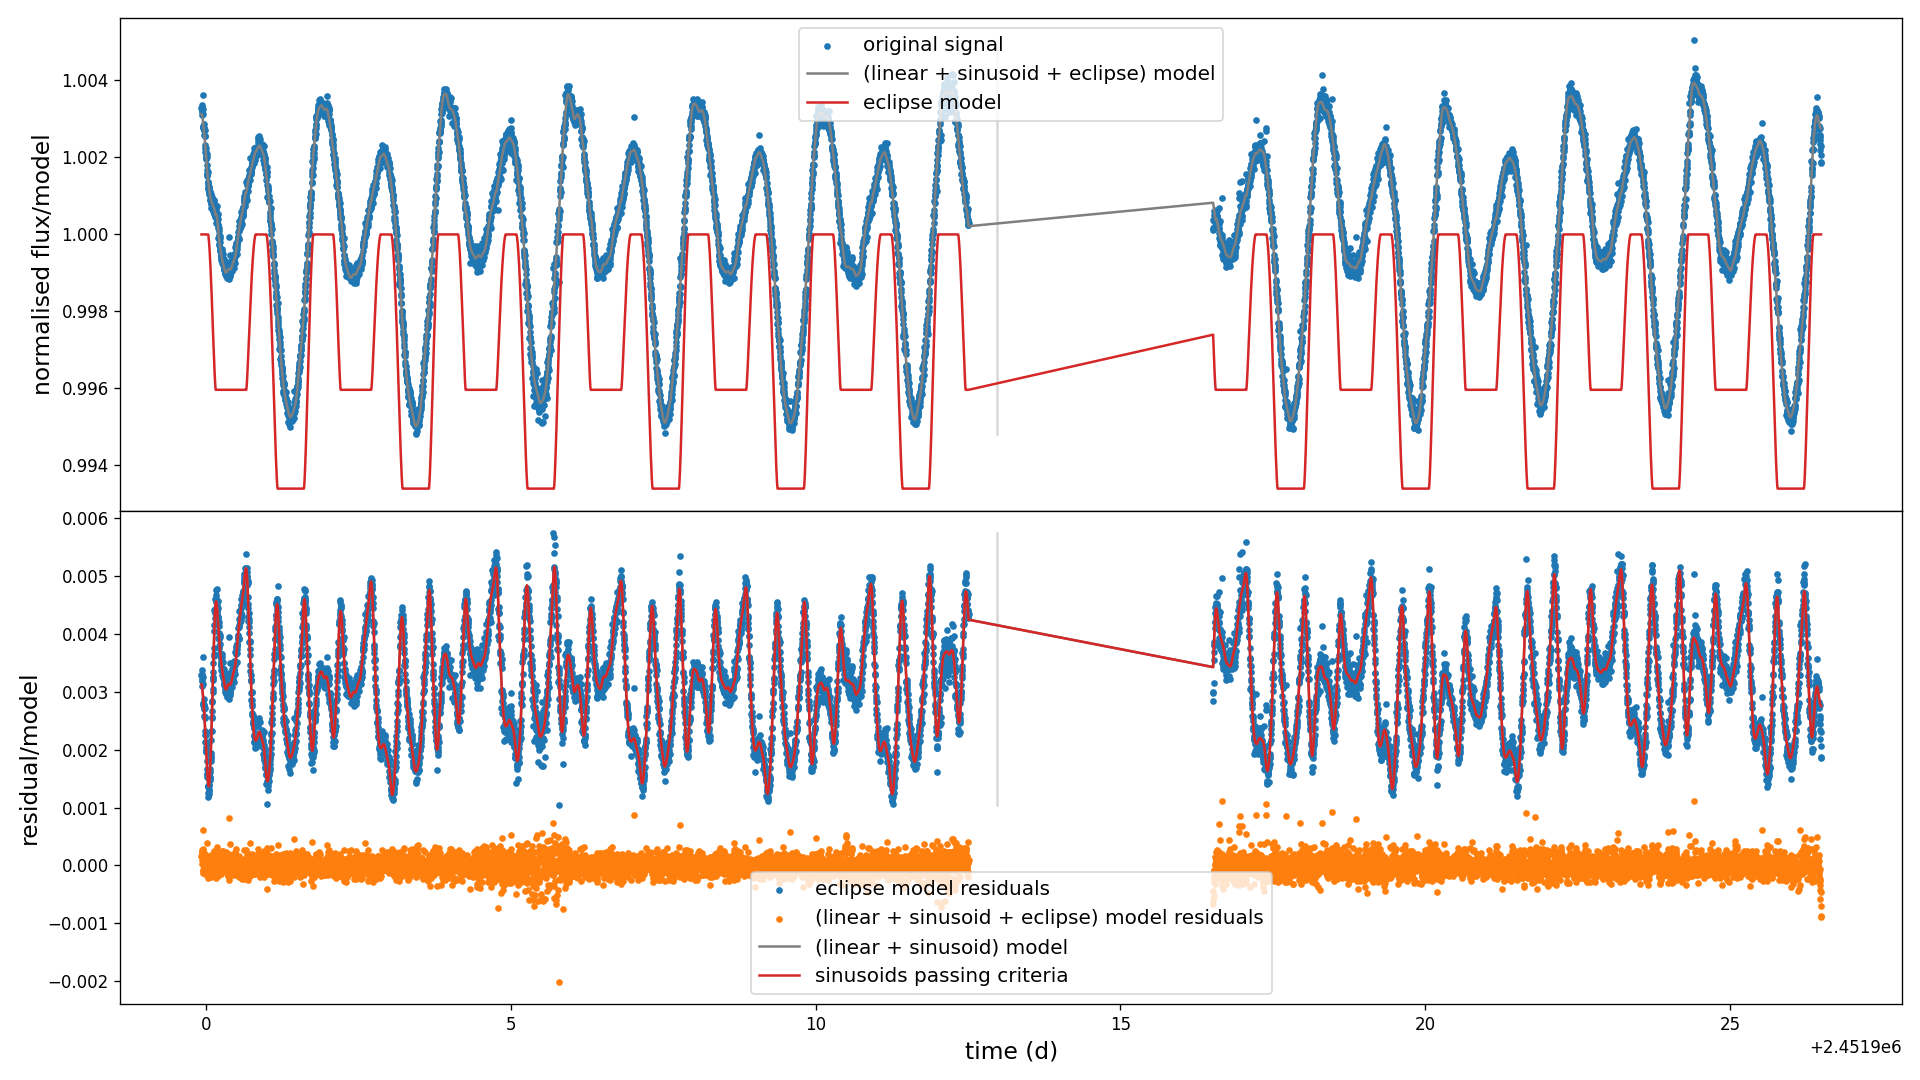 original signal
(linear + sinusoid + eclipse) model
eclipse model
normalised flux/model
1.004
1.002
1.000
0.998
0.996
0.994
residual/model
0.006
0.005
0.004
0.003
0.002
0.001
0.000
−0.001
−0.002
eclipse model residuals
(linear + sinusoid + eclipse) model residuals
(linear + sinusoid) model
sinusoids passing criteria
0
5
10
15
20
25
time (d)
+2.4519e6